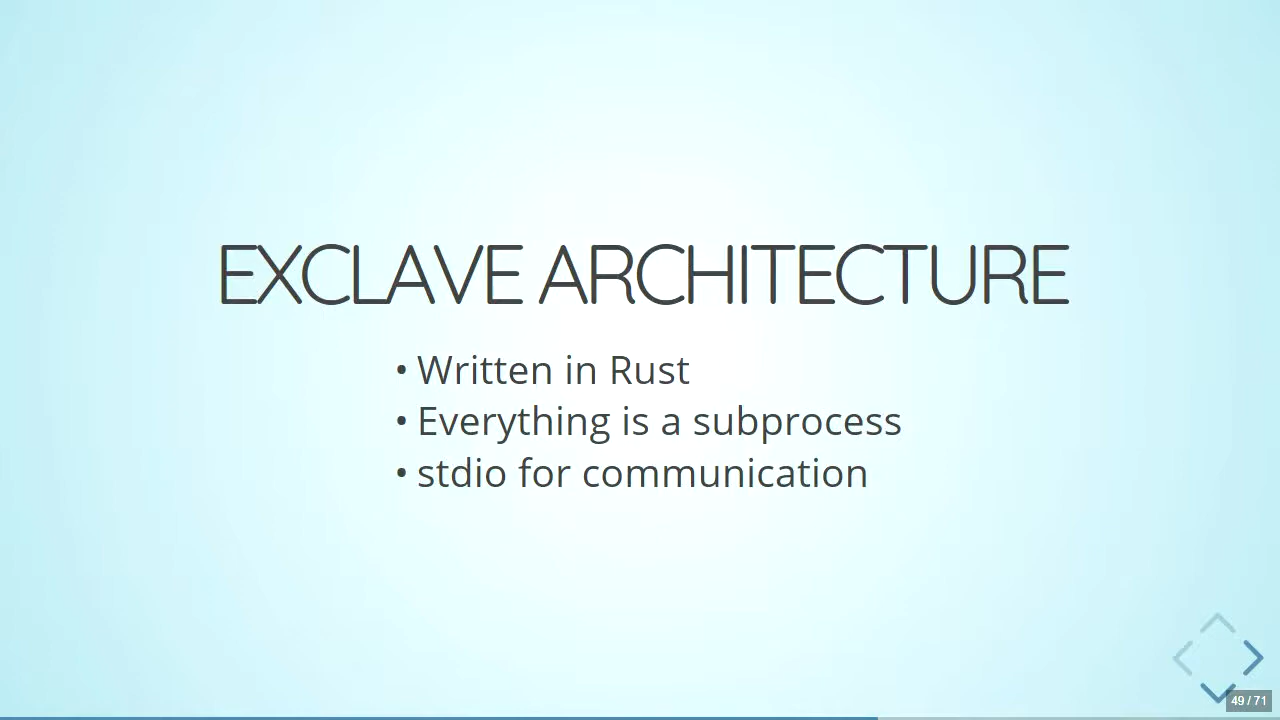 EXCLAVE ARCHITECTURE
• Written in Rust
• Everything is a subprocess
• stdio for communication
49 / 71